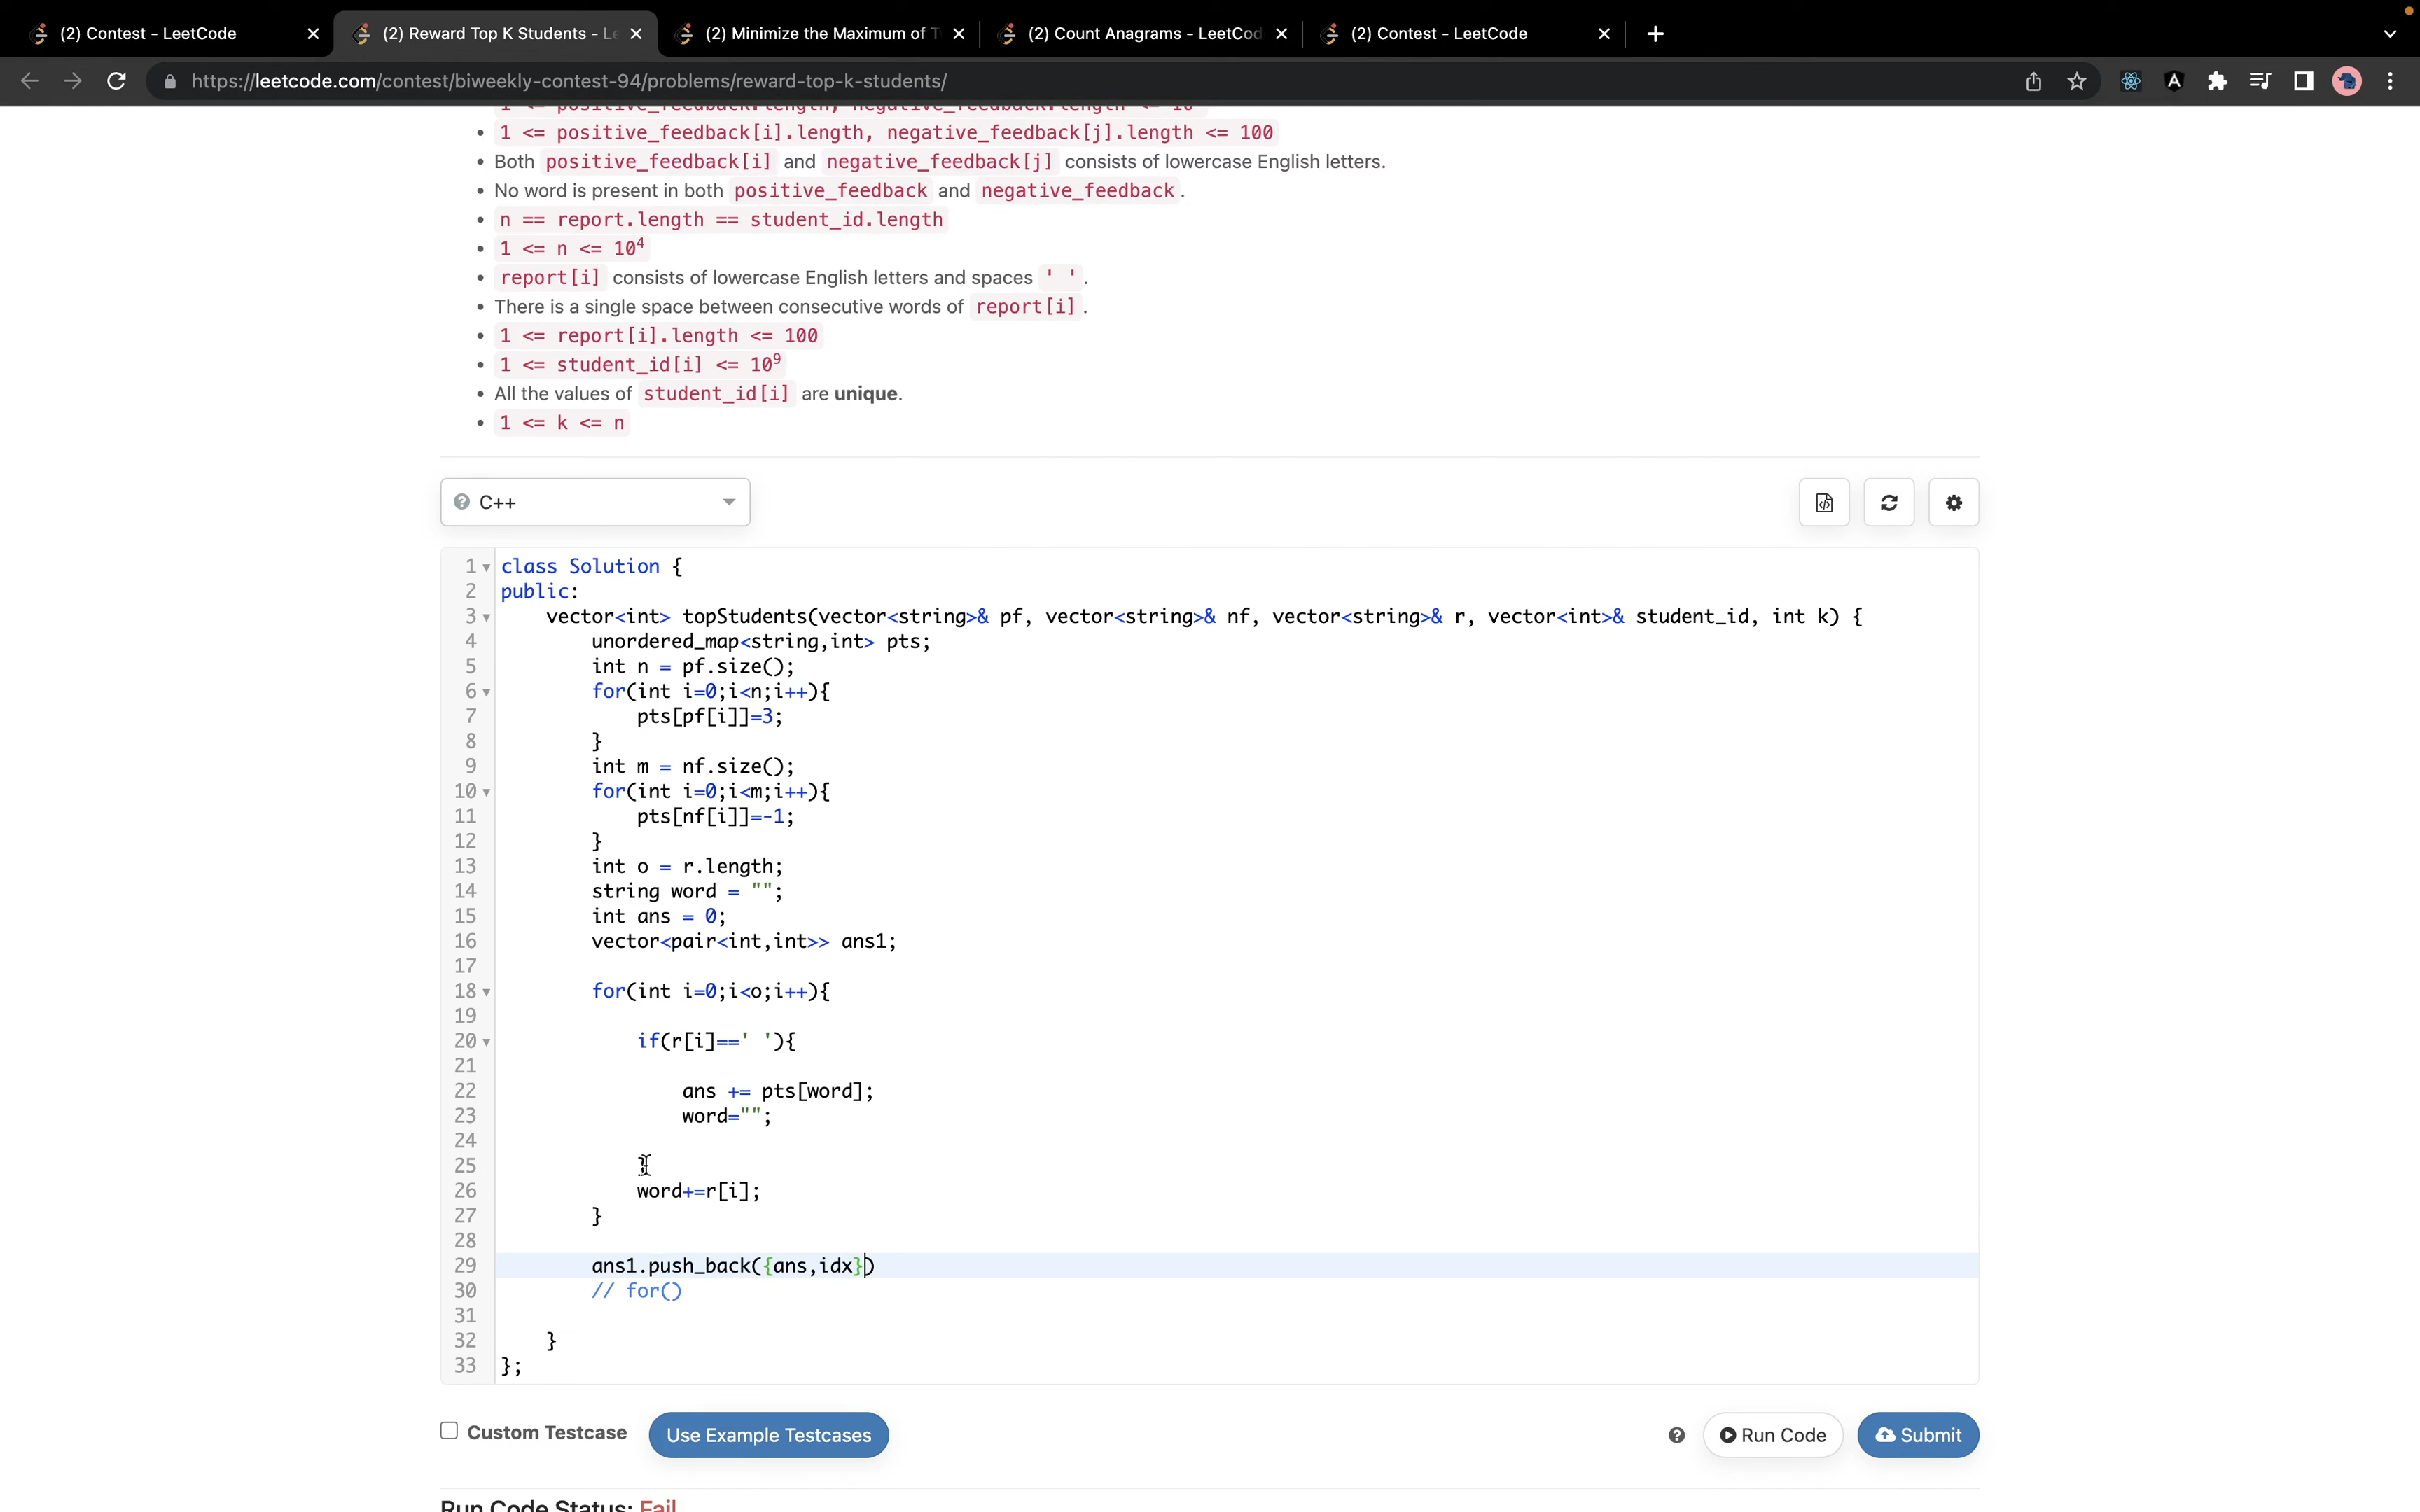 (2) Contest - LeetCode
(2) Reward Top K Students - Le
(2) Minimize the Maximum of T
(2) Count Anagrams - LeetCod
(2) Contest - LeetCode
https://leetcode.com/contest/biweekly-contest-94/problems/reward-top-k-students/
1 <= positive_feedback.length, negative_feedback.length <= 10
1 <= positive_feedback[i].length, negative_feedback[j].length <= 100
Both positive_feedback[i] and negative_feedback[j] consists of lowercase English letters.
No word is present in both positive_feedback and negative_feedback.
n == report.length == student_id.length
1 <= n <= 10⁴
report[i] consists of lowercase English letters and spaces ' '.
There is a single space between consecutive words of report[i].
1 <= report[i].length <= 100
1 <= student_id[i] <= 10⁹
All the values of student_id[i] are unique.
1 <= k <= n
C++
1 class Solution {
2 public:
3 vector<int> topStudents(vector<string>& pf, vector<string>& nf, vector<string>& r, vector<int>& student_id, int k) {
4 unordered_map<string,int> pts;
5 int n = pf.size();
6 for(int i=0;i<n;i++){
7 pts[pf[i]]=3;
8 }
9 int m = nf.size();
10 for(int i=0;i<m;i++){
11 pts[nf[i]]=-1;
12 }
13 int o = r.length;
14 string word = "";
15 int ans = 0;
16 vector<pair<int,int>> ans1;
17
18 for(int i=0;i<o;i++){
19
20 if(r[i]==' '){
21
22 ans += pts[word];
23 word="";
24
25 }
26 word+=r[i];
27 }
28
29 ans1.push_back({ans,idx})
30 // for()
31
32 }
33 };
Custom Testcase
Use Example Testcases
Run Code
Submit
Run Code Status: Fail